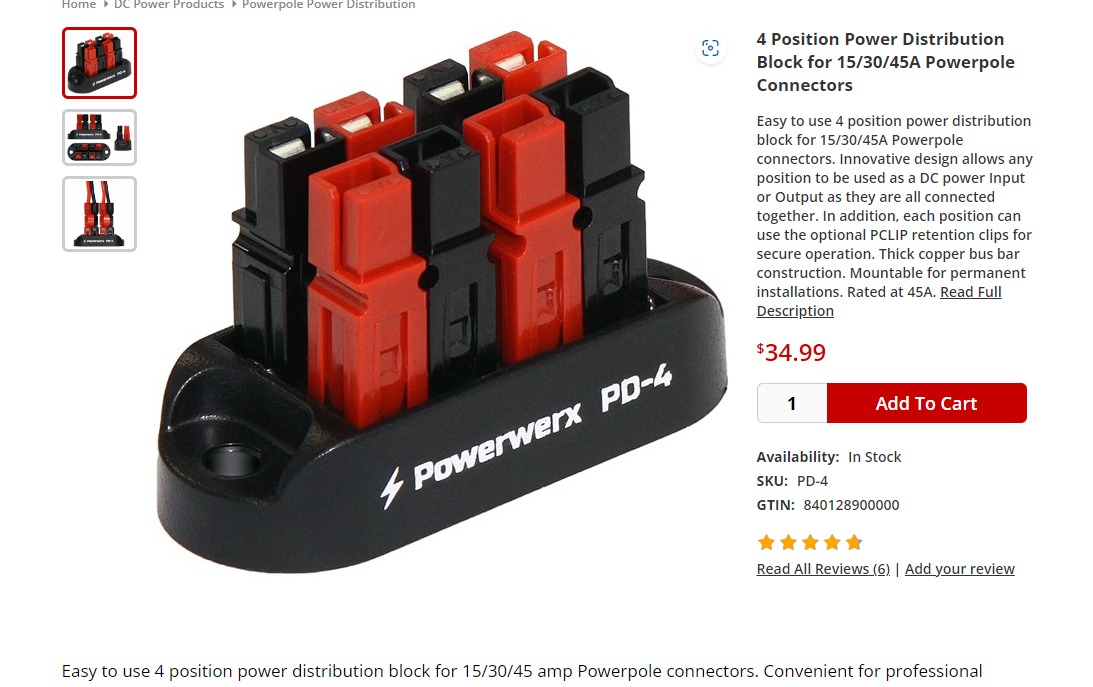 Home DC Power Products Powerpole Power Distribution
4 Position Power Distribution
Block for 15/30/45A Powerpole
Connectors
Easy to use 4 position power distribution
block for 15/30/45A Powerpole
connectors. Innovative design allows any
position to be used as a DC power Input
or Output as they are all connected
together. In addition, each position can
use the optional PCLIP retention clips for
secure operation. Thick copper bus bar
construction. Mountable for permanent
installations. Rated at 45A. Read Full
Description
$34.99
1 Add To Cart
Availability: In Stock
SKU: PD-4
GTIN: 840128900000
Read All Reviews (6) | Add your review
Powerwerx PD-4
Easy to use 4 position power distribution block for 15/30/45 amp Powerpole connectors. Convenient for professional